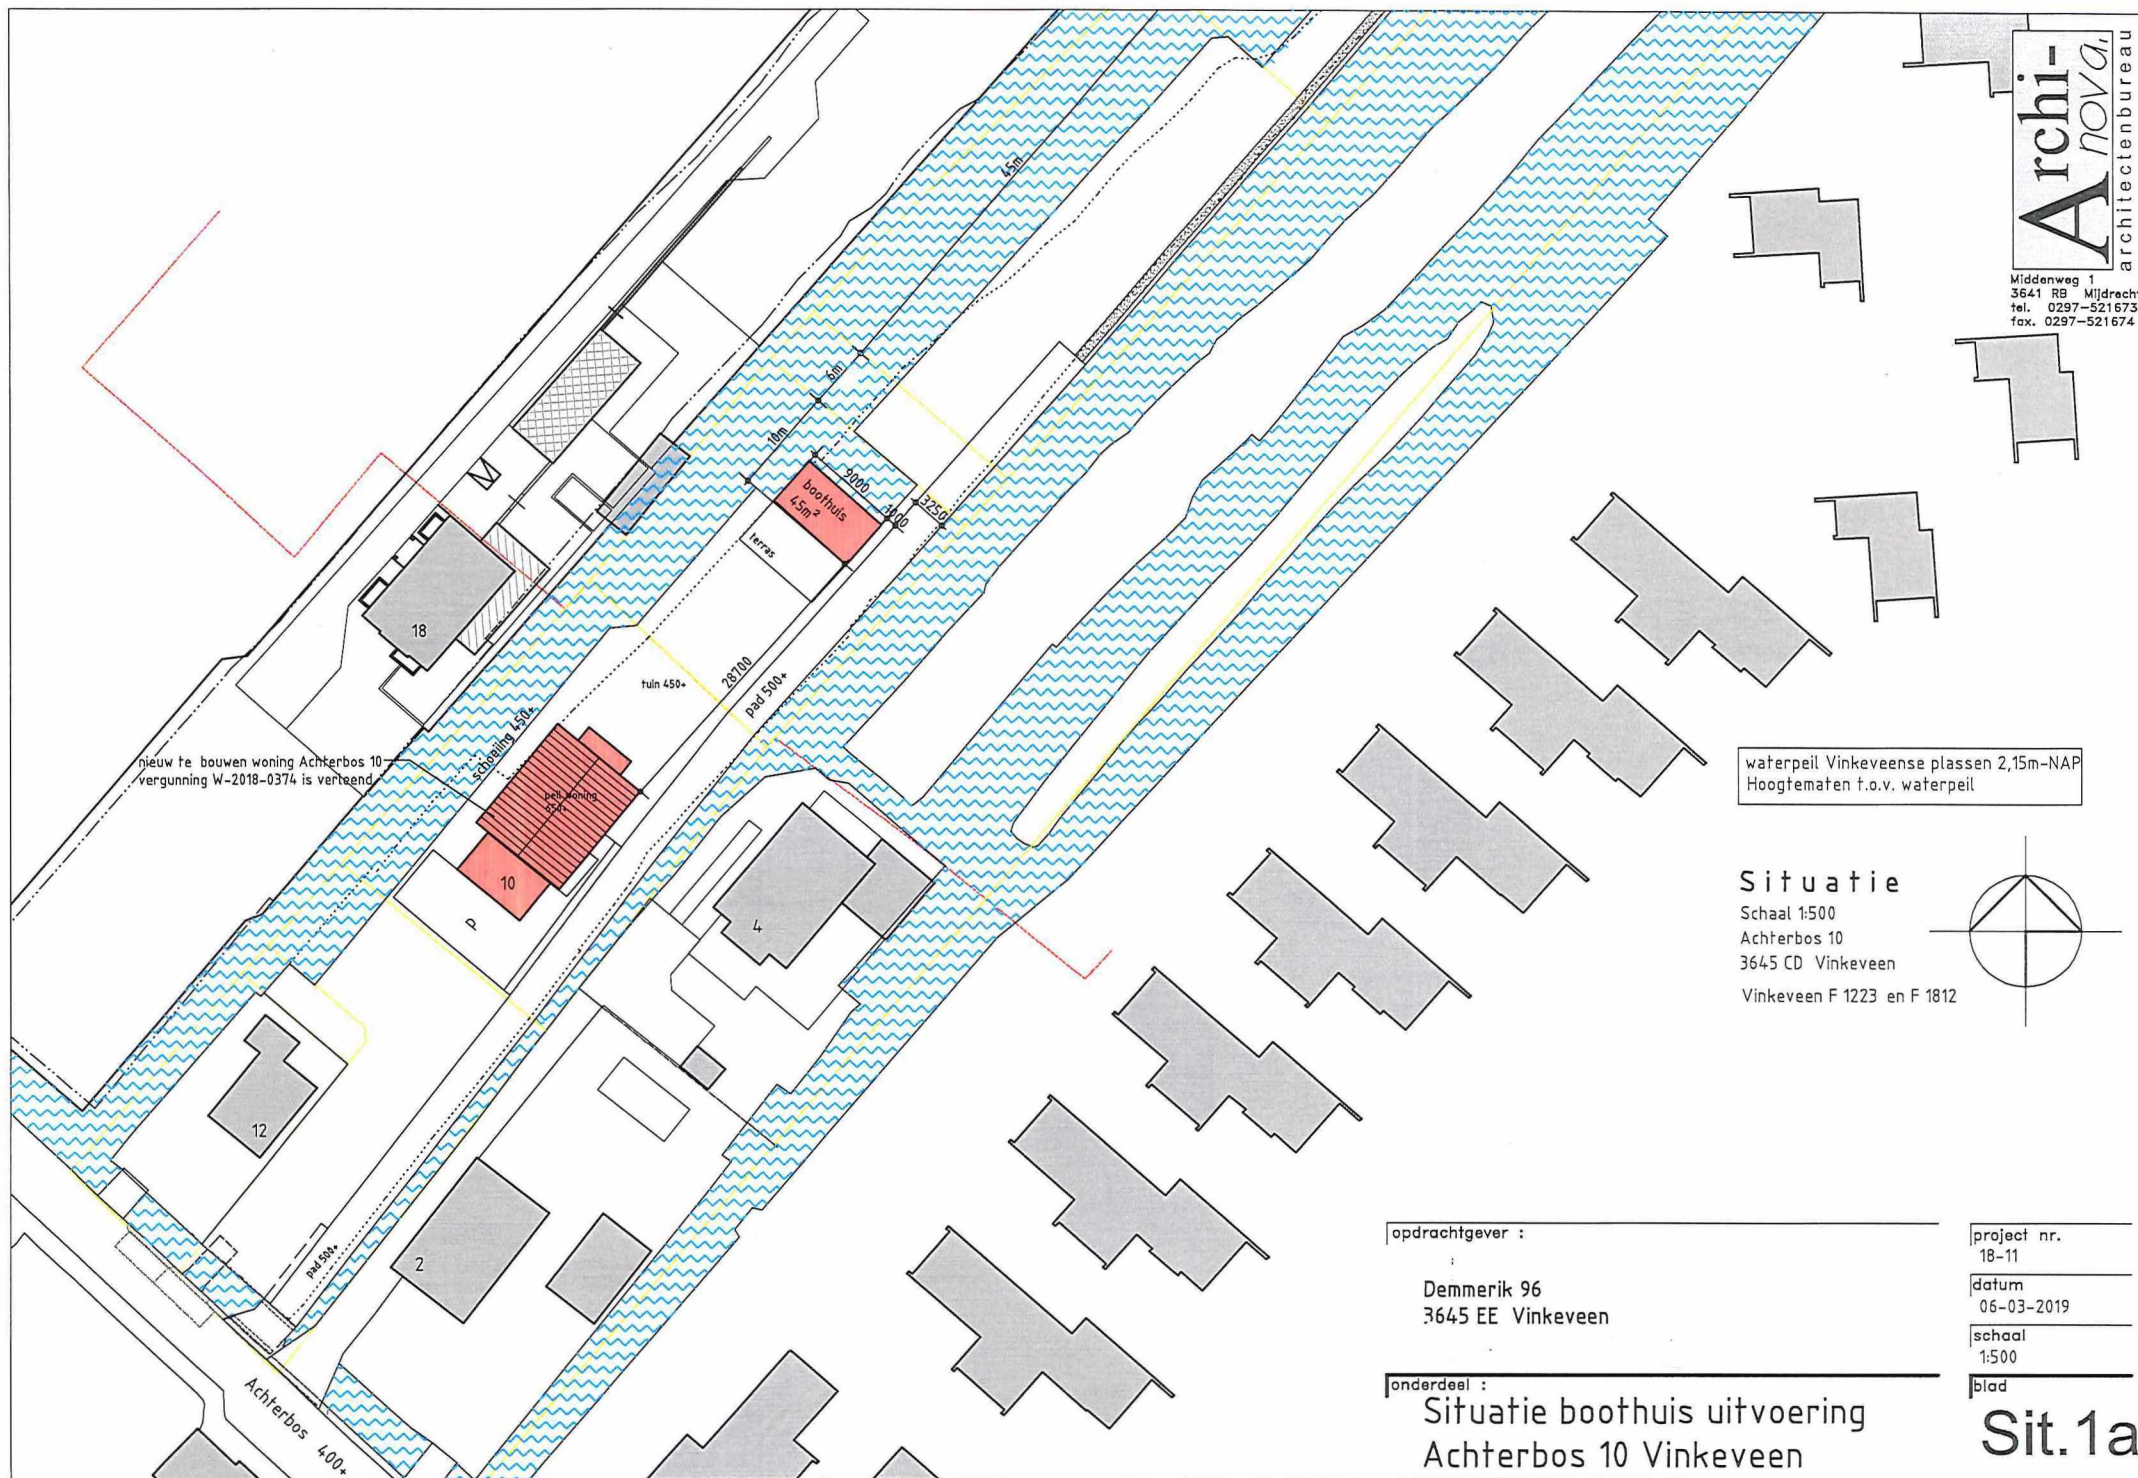 Archi-
nova
architectenbureau
Middenweg 1
3641 RB Mijdrecht
tel. 0297-521673
fax. 0297-521674
45m
6m
10m
9000
boothuis
45m²
1000
3250
terras
18
28700
tuin 450+
pad 500+
schoeiing 450+
nieuw te bouwen woning Achterbos 10
vergunning W-2018-0374 is verleend
peil woning
650+
10
P
4
12
2
pad 500+
Achterbos 400+
waterpeil Vinkeveense plassen 2,15m-NAP
Hoogtematen t.o.v. waterpeil
Situatie
Schaal 1:500
Achterbos 10
3645 CD Vinkeveen
Vinkeveen F 1223 en F 1812
opdrachtgever :
:
Demmerik 96
3645 EE Vinkeveen
onderdeel :
Situatie boothuis uitvoering
Achterbos 10 Vinkeveen
project nr.
18-11
datum
06-03-2019
schaal
1:500
blad
Sit.1a